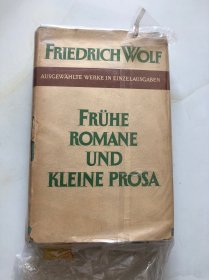 FRIEDRICH WOLF
AUSGEWÄHLTE WERKE IN EINZELAUSGABEN
FRÜHE
ROMANE
UND
KLEINE PROSA